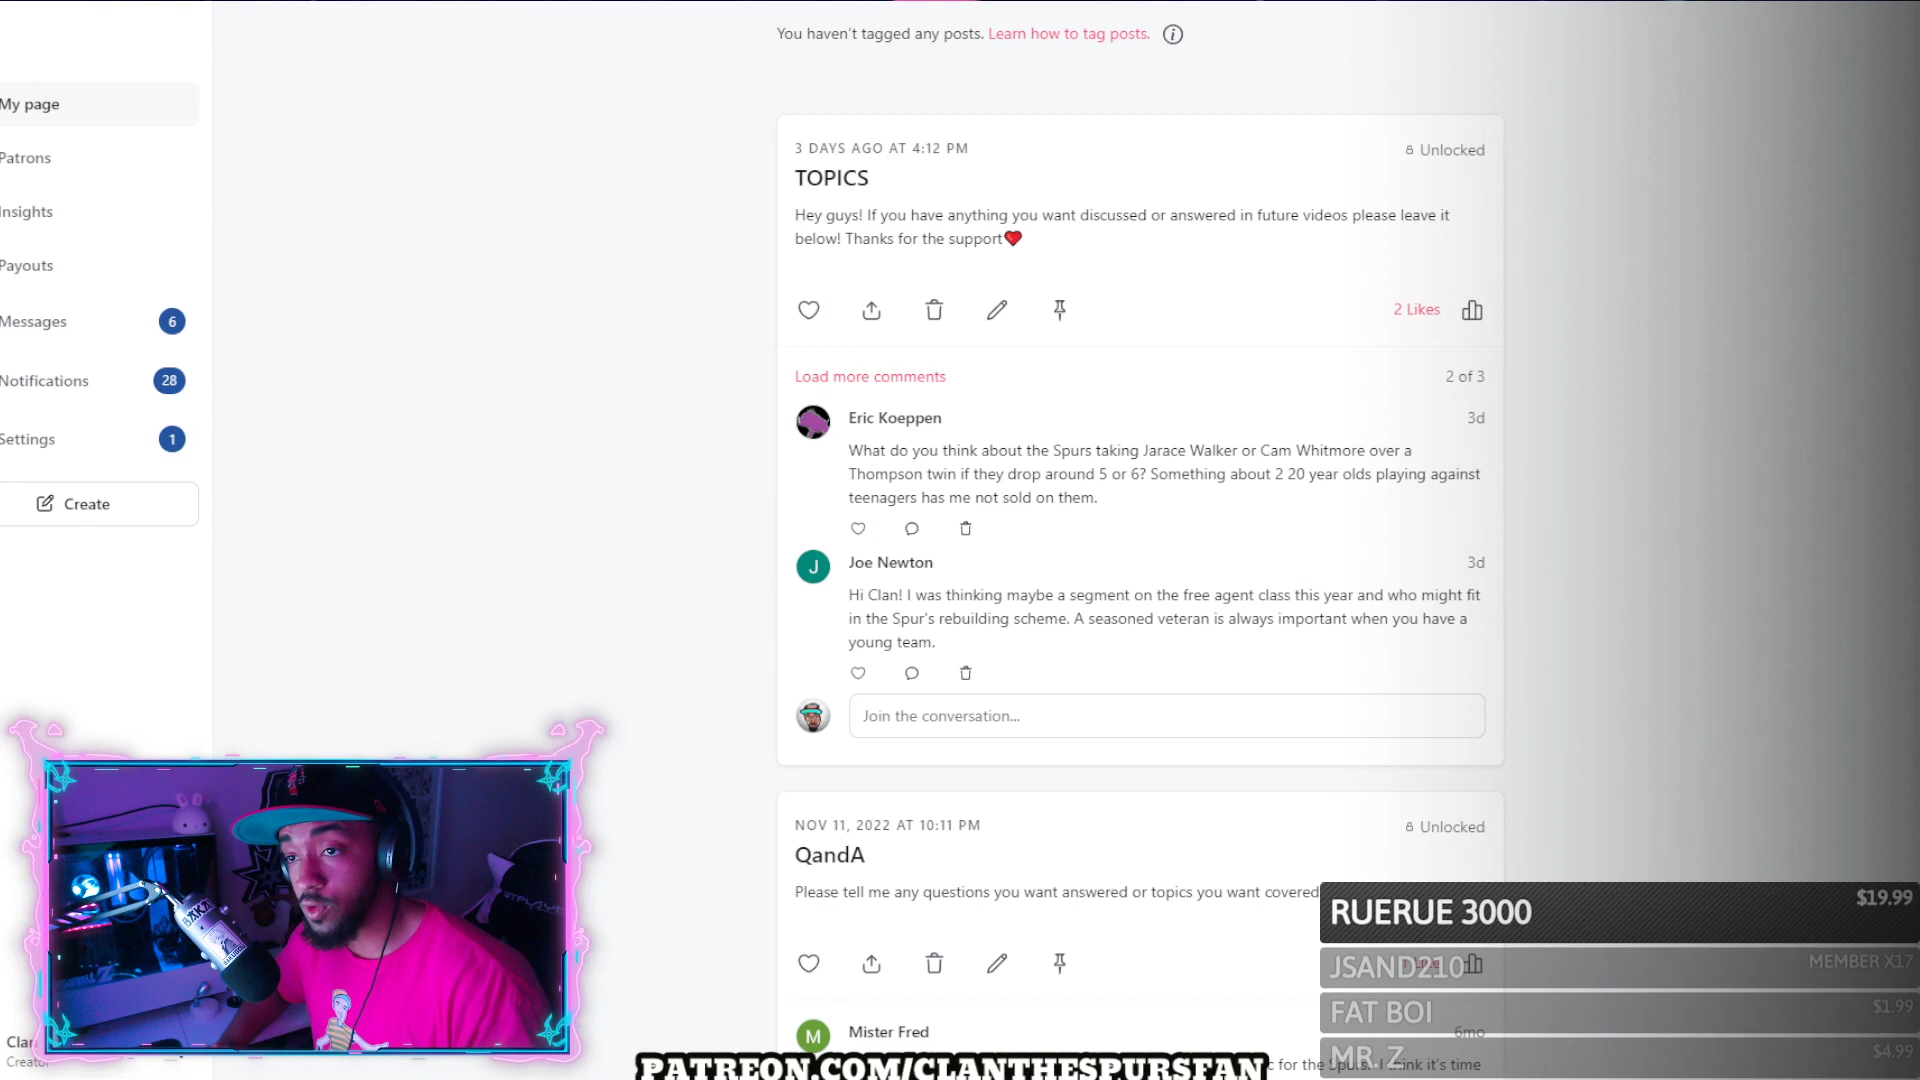 You haven't tagged any posts. Learn how to tag posts.
My page
Patrons
Insights
Payouts
Messages 6
Notifications 28
Settings 1
Create
3 DAYS AGO AT 4:12 PM
Unlocked
TOPICS
Hey guys! If you have anything you want discussed or answered in future videos please leave it
below! Thanks for the support❤️
2 Likes
Load more comments
2 of 3
Eric Koeppen
3d
What do you think about the Spurs taking Jarace Walker or Cam Whitmore over a
Thompson twin if they drop around 5 or 6? Something about 2 20 year olds playing against
teenagers has me not sold on them.
J
Joe Newton
3d
Hi Clan! I was thinking maybe a segment on the free agent class this year and who might fit
in the Spur's rebuilding scheme. A seasoned veteran is always important when you have a
young team.
Join the conversation...
NOV 11, 2022 AT 10:11 PM
Unlocked
QandA
Please tell me any questions you want answered or topics you want covered
M
Mister Fred
6mo
for the Spurs. I think it's time
RUERUE 3000
$19.99
JSAND210
MEMBER X17
FAT BOI
$1.99
MR. Z
$4.99
Clan
Creator
PATREON.COM/CLANTHESPURSFAN